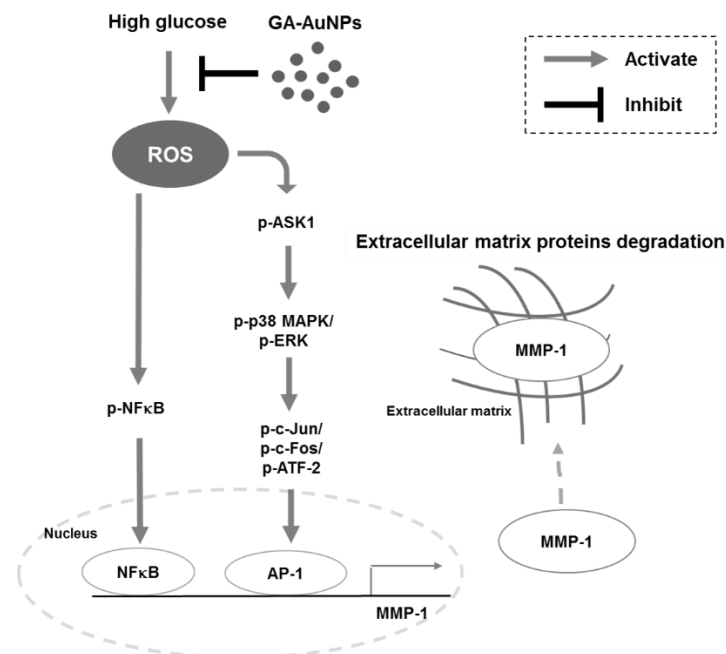 High glucose
GA-AuNPs
Activate
Inhibit
ROS
p-ASK1
Extracellular matrix proteins degradation
p-p38 MAPK/
p-ERK
MMP-1
Extracellular matrix
p-NFκB
p-c-Jun/
p-c-Fos/
p-ATF-2
Nucleus
NFκB
AP-1
MMP-1
MMP-1